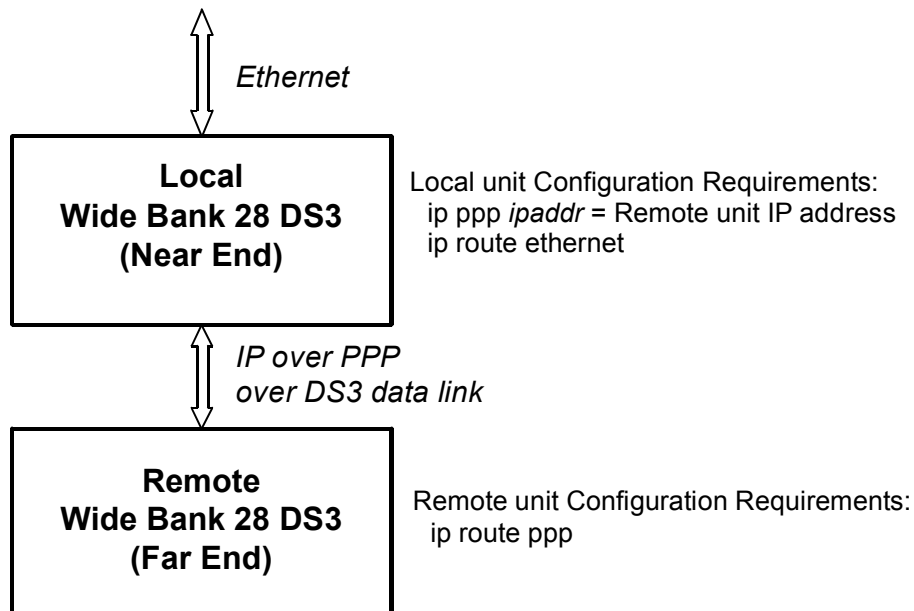 Ethernet
Local
Wide Bank 28 DS3
(Near End)
Local unit Configuration Requirements:
ip ppp ipaddr = Remote unit IP address
ip route ethernet
IP over PPP
over DS3 data link
Remote
Wide Bank 28 DS3
(Far End)
Remote unit Configuration Requirements:
ip route ppp